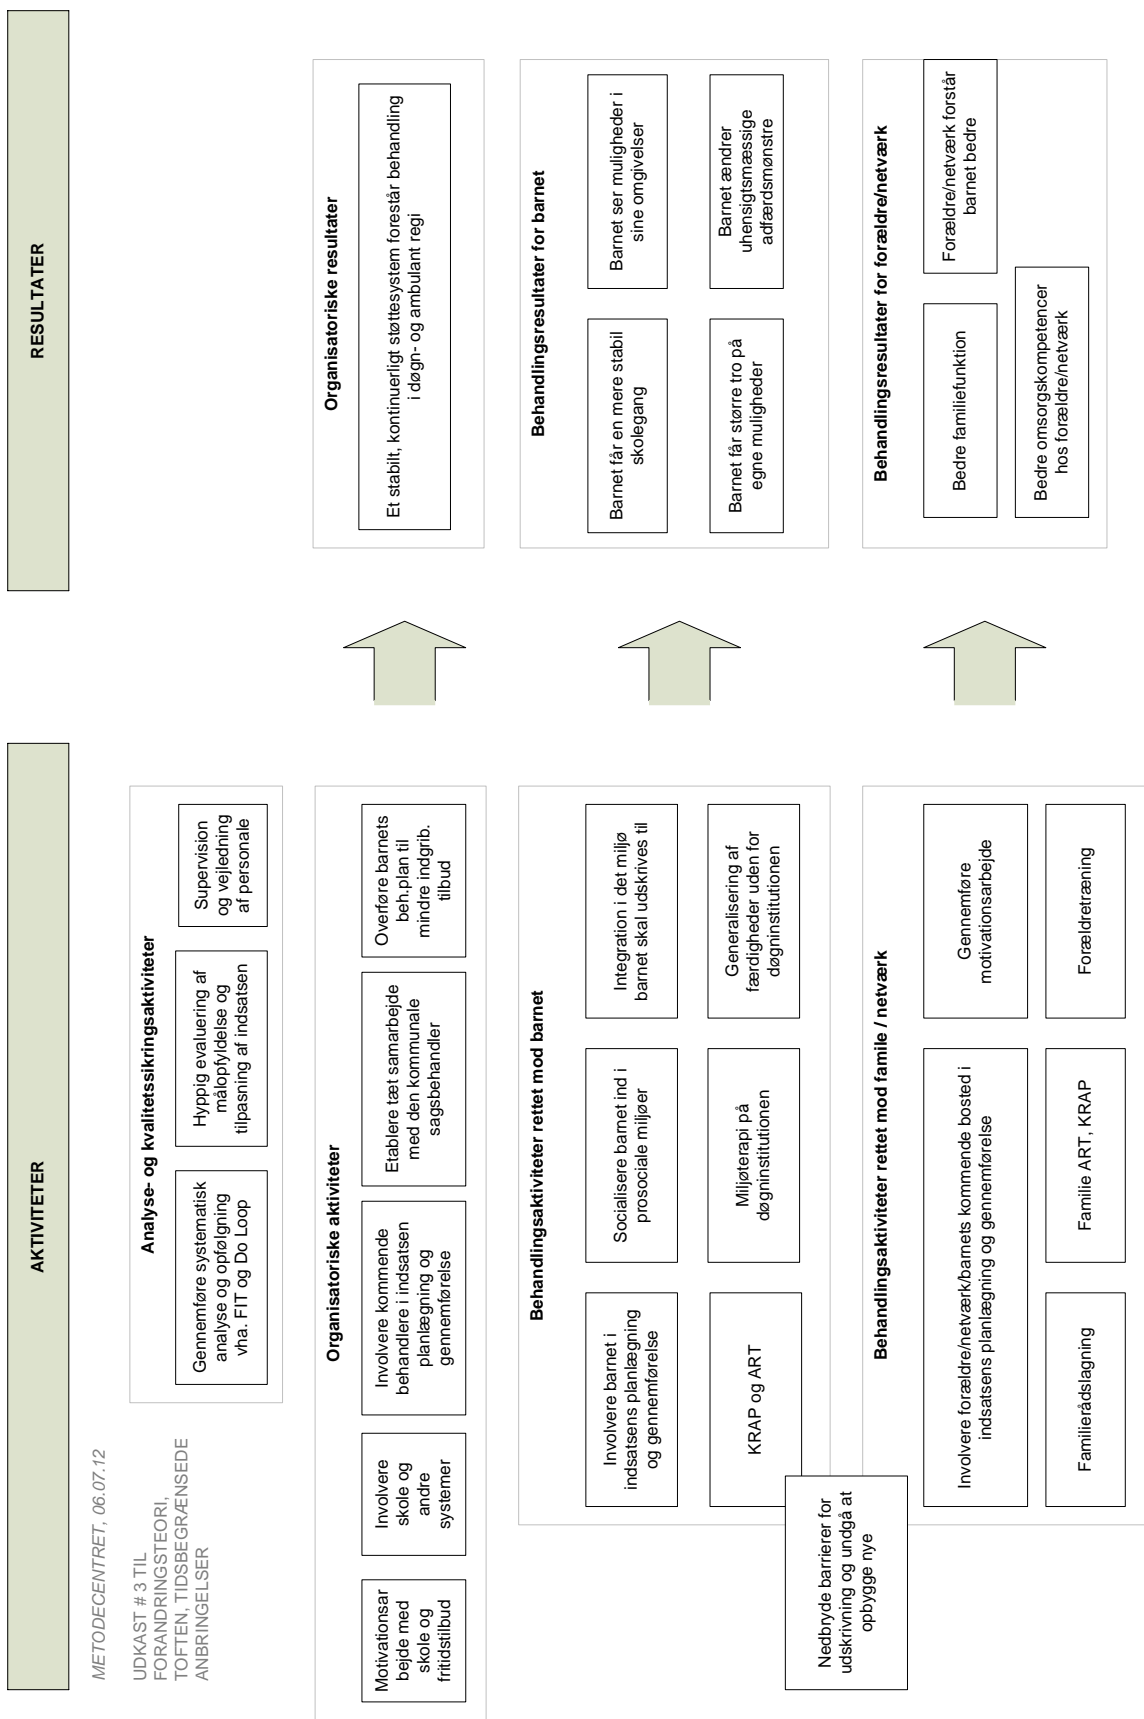 AKTIVITETER
RESULTATER
METODECENTRET, 06.07.12
UDKAST # 3 TIL
FORANDRINGSTEORI,
TOFTEN, TIDSBEGRÆNSEDE
ANBRINGELSER
Analyse- og kvalitetssikringsaktiviteter
Gennemføre systematisk
analyse og opfølgning
vha. FIT og Do Loop
Hyppig evaluering af
målopfyldelse og
tilpasning af indsatsen
Supervision
og vejledning
af personale
Organisatoriske aktiviteter
Motivationsar
bejde med
skole og
fritidstilbud
Involvere
skole og
andre
systemer
Involvere kommende
behandlere i indsatsen
planlægning og
gennemførelse
Etablere tæt samarbejde
med den kommunale
sagsbehandler
Overføre barnets
beh.plan til
mindre indgrib.
tilbud
Organisatoriske resultater
Et stabilt, kontinuerligt støttesystem forestår behandling
i døgn- og ambulant regi
Behandlingsaktiviteter rettet mod barnet
Involvere barnet i
indsatsens planlægning
og gennemførelse
Socialisere barnet ind i
prosociale miljøer
Integration i det miljø
barnet skal udskrives til
KRAP og ART
Miljøterapi på
døgninstitutionen
Generalisering af
færdigheder uden for
døgninstitutionen
Behandlingsresultater for barnet
Barnet får en mere stabil
skolegang
Barnet ser muligheder i
sine omgivelser
Barnet får større tro på
egne muligheder
Barnet ændrer
uhensigtsmæssige
adfærdsmønstre
Nedbryde barrierer for
udskrivning og undgå at
opbygge nye
Behandlingsaktiviteter rettet mod famile / netværk
Involvere forældre/netværk/barnets kommende bosted i
indsatsens planlægning og gennemførelse
Gennemføre
motivationsarbejde
Familierådslagning
Familie ART, KRAP
Forældretræning
Behandlingsresultater for forældre/netværk
Bedre familiefunktion
Forældre/netværk forstår
barnet bedre
Bedre omsorgskompetencer
hos forældre/netværk